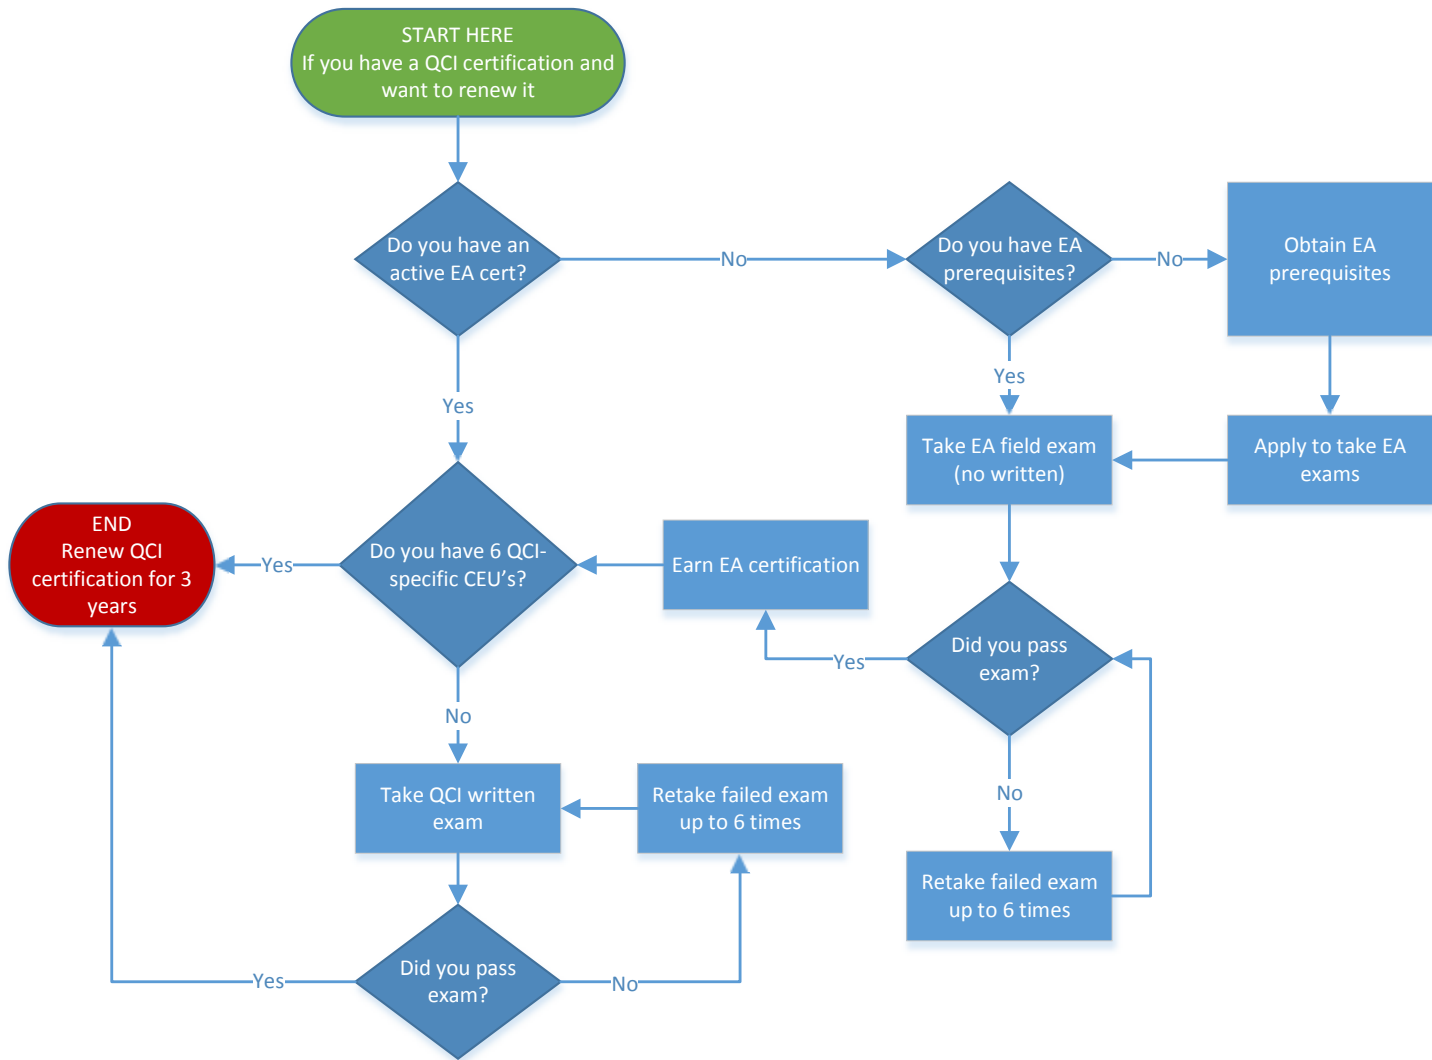 START HERE
If you have a QCI certification and
want to renew it
Do you have an
active EA cert?
No
Do you have EA
prerequisites?
No
Obtain EA
prerequisites
Yes
Yes
Take EA field exam
(no written)
Apply to take EA
exams
END
Renew QCI
certification for 3
years
Yes
Do you have 6 QCI-
specific CEU's?
Earn EA certification
Yes
Did you pass
exam?
No
Take QCI written
exam
Retake failed exam
up to 6 times
No
Retake failed exam
up to 6 times
Yes
Did you pass
exam?
No